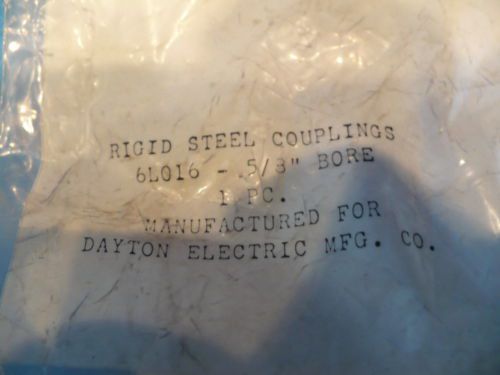 RIGID STEEL COUPLINGS
6L016 - 5/8" BORE
1 PC.
MANUFACTURED FOR
DAYTON ELECTRIC MFG. CO.